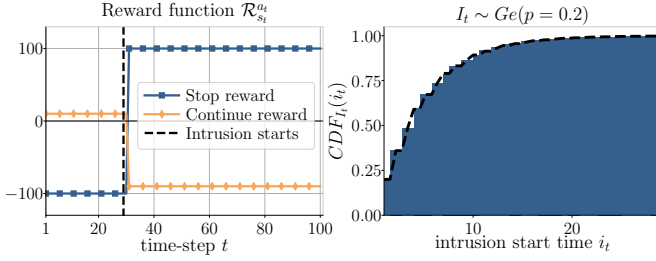 Reward function $\mathcal{R}_{s_t}^{a_t}$
100
0
−100
Stop reward
Continue reward
Intrusion starts
1 20 40 60 80 100
time-step $t$
$I_t \sim Ge(p = 0.2)$
$CDF_{I_t}(i_t)$
1.00
0.75
0.50
0.25
0.00
10 20
intrusion start time $i_t$